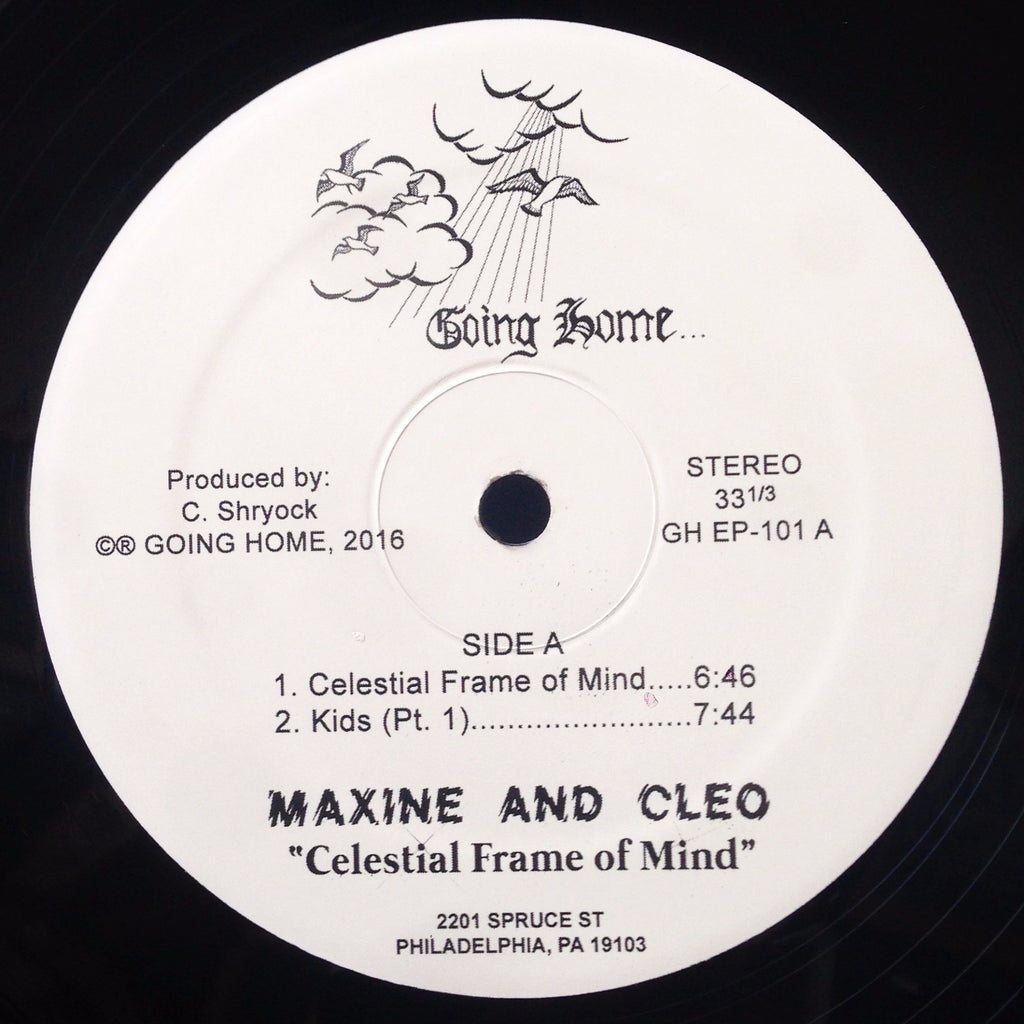 Going Home...
Produced by:
C. Shryock
©® GOING HOME, 2016
STEREO
33 1/3
GH EP-101 A
SIDE A
1. Celestial Frame of Mind.....6:46
2. Kids (Pt. 1)........................7:44
MAXINE AND CLEO
“Celestial Frame of Mind”
2201 SPRUCE ST
PHILADELPHIA, PA 19103